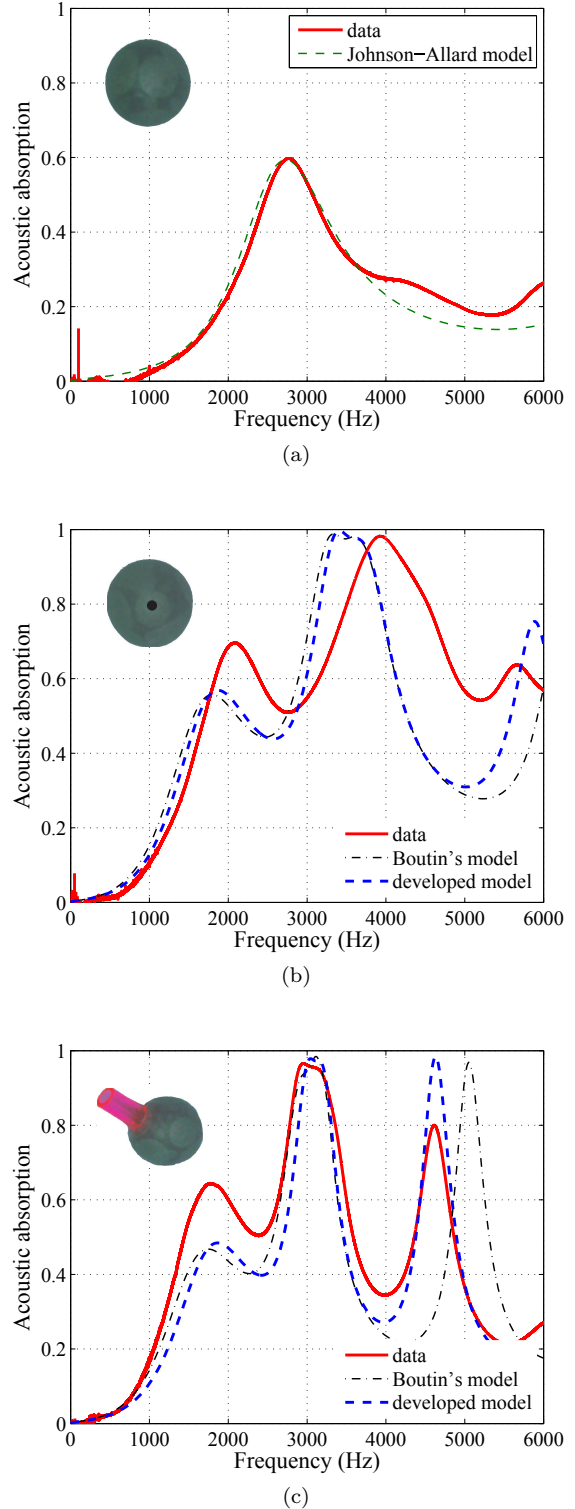 1
0.8
0.6
0.4
0.2
0
Acoustic absorption
data
Johnson−Allard model
0 1000 2000 3000 4000 5000 6000
Frequency (Hz)
(a)
1
0.8
0.6
0.4
0.2
0
Acoustic absorption
data
Boutin's model
developed model
0 1000 2000 3000 4000 5000 6000
Frequency (Hz)
(b)
1
0.8
0.6
0.4
0.2
0
Acoustic absorption
data
Boutin's model
developed model
0 1000 2000 3000 4000 5000 6000
Frequency (Hz)
(c)